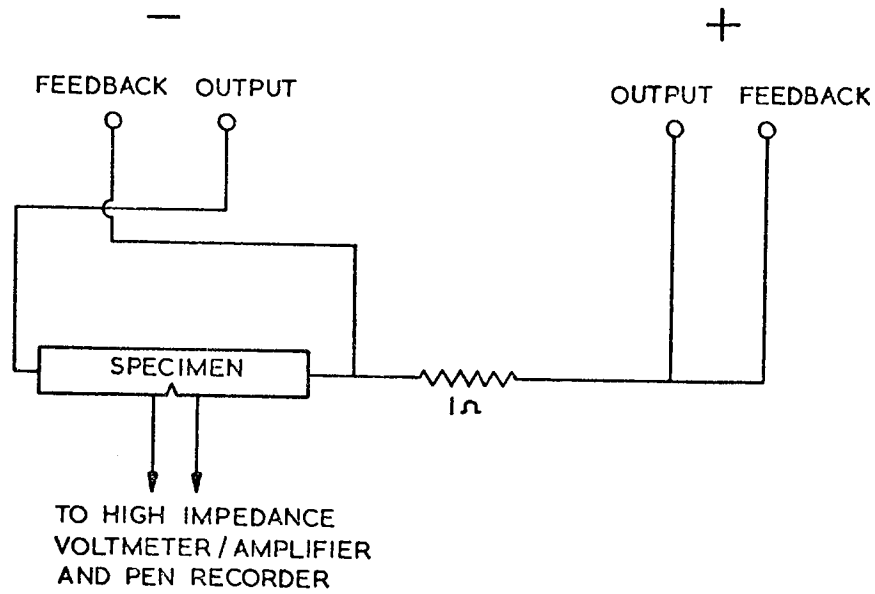 − +
FEEDBACK OUTPUT
OUTPUT FEEDBACK
SPECIMEN
1Ω
TO HIGH IMPEDANCE
VOLTMETER / AMPLIFIER
AND PEN RECORDER